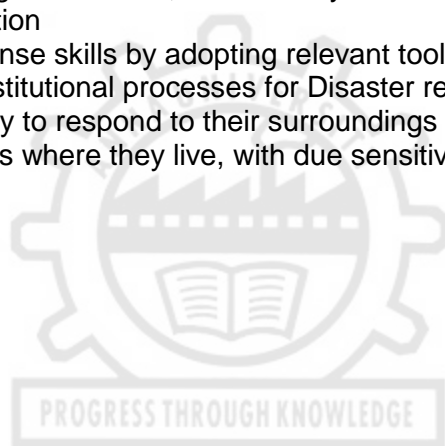 tion
nse skills by adopting relevant tool
stitutional processes for Disaster re
y to respond to their surroundings
s where they live, with due sensitiv
PROGRESS THROUGH KNOWLEDGE